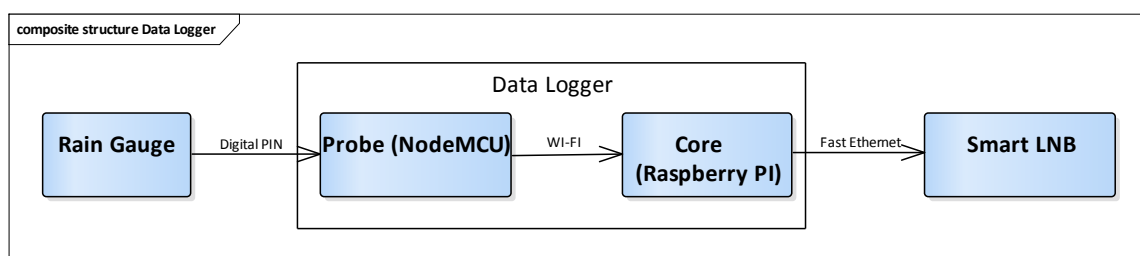 composite structure Data Logger
Data Logger
Rain Gauge
Digital PIN
Probe (NodeMCU)
WI-FI
Core
(Raspberry PI)
Fast Ethernet
Smart LNB